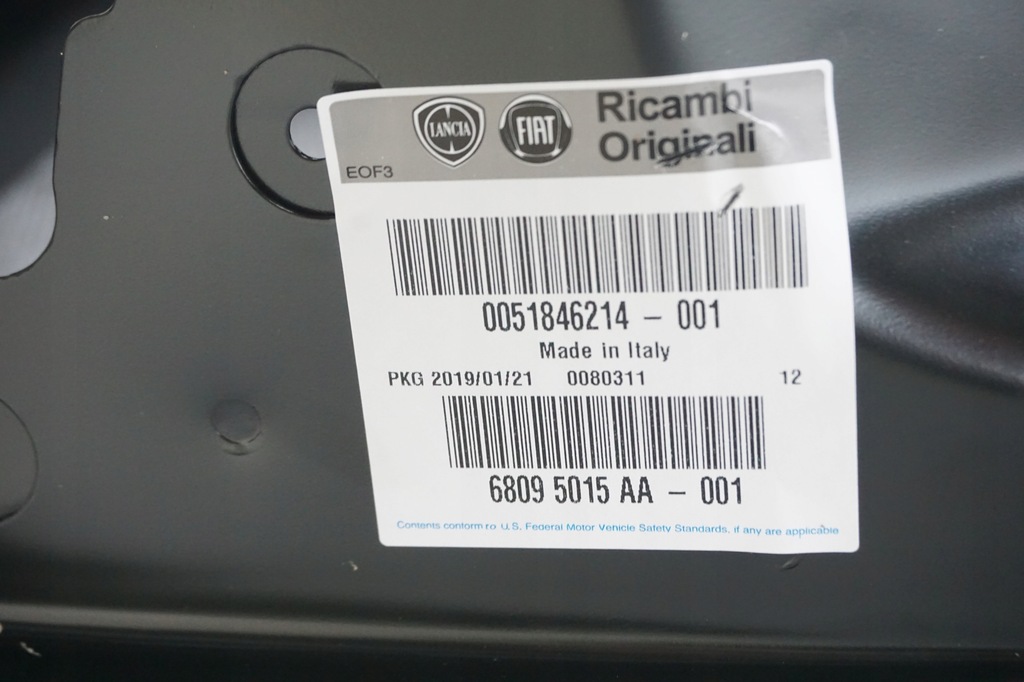 LANCIA FIAT Ricambi
Originali
EOF3
0051846214 - 001
Made in Italy
PKG 2019/01/21 0080311 12
6809 5015 AA - 001
Contents conform to U.S. Federal Motor Vehicle Safety Standards, if any are applicable